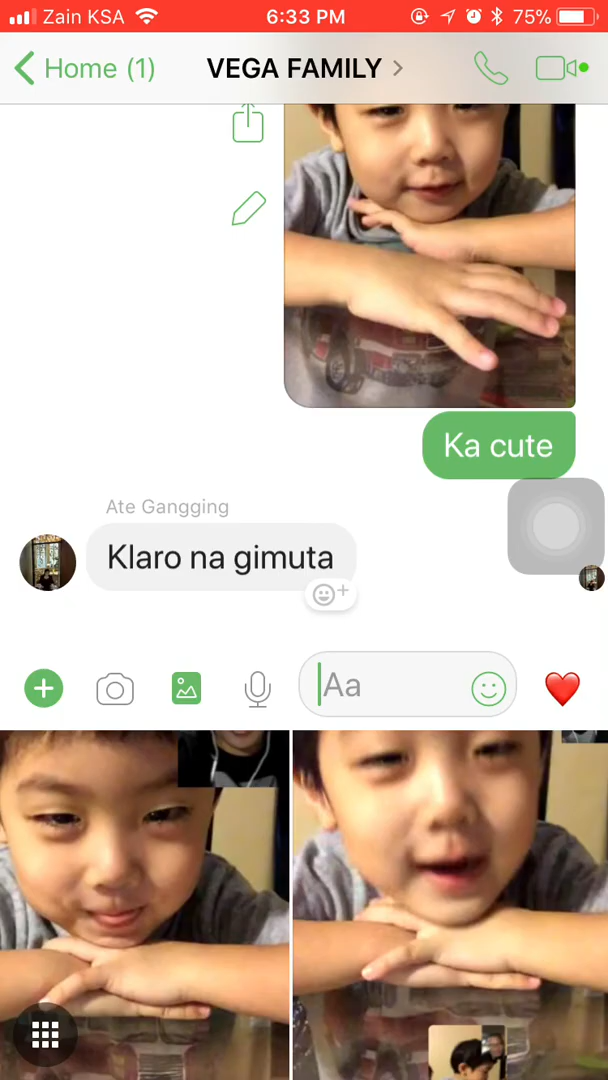 Zain KSA 6:33 PM 75%
Home (1) VEGA FAMILY
Ka cute
Ate Gangging
Klaro na gimuta
Aa